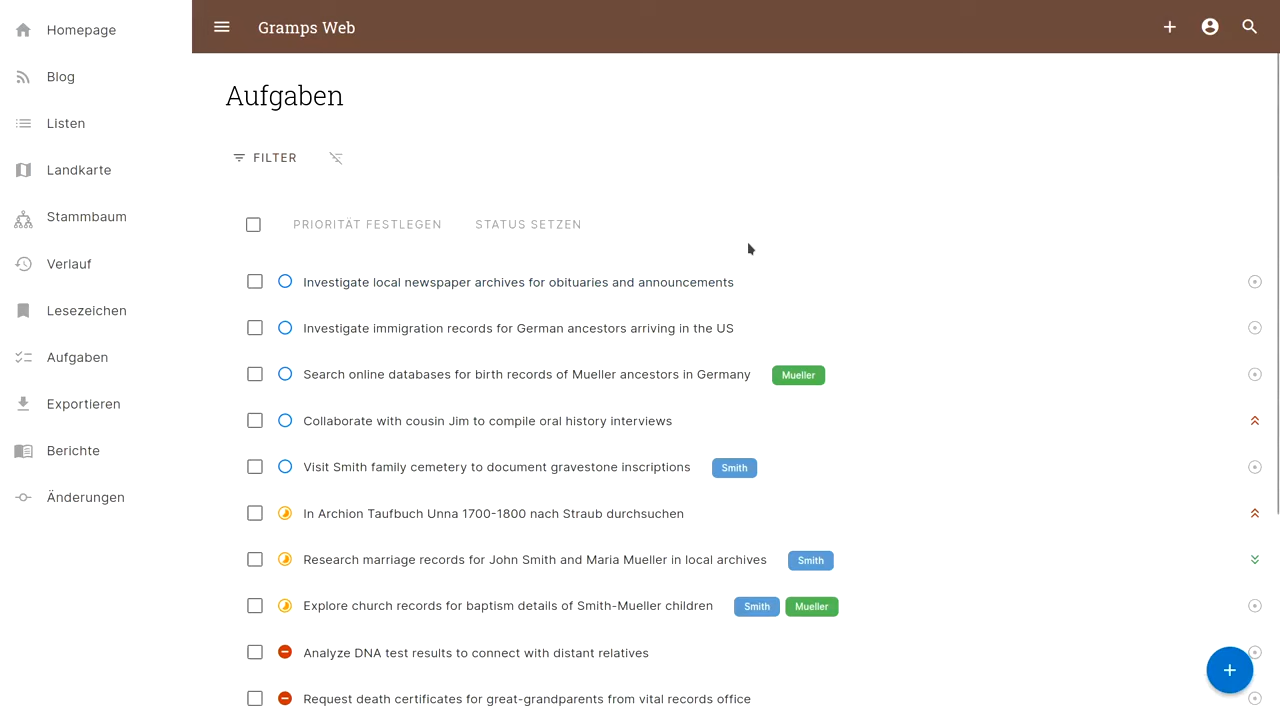 Homepage
Blog
Listen
Landkarte
Stammbaum
Verlauf
Lesezeichen
Aufgaben
Exportieren
Berichte
Änderungen
Gramps Web
Aufgaben
FILTER
PRIORITÄT FESTLEGEN STATUS SETZEN
Investigate local newspaper archives for obituaries and announcements
Investigate immigration records for German ancestors arriving in the US
Search online databases for birth records of Mueller ancestors in Germany Mueller
Collaborate with cousin Jim to compile oral history interviews
Visit Smith family cemetery to document gravestone inscriptions Smith
In Archion Taufbuch Unna 1700-1800 nach Straub durchsuchen
Research marriage records for John Smith and Maria Mueller in local archives Smith
Explore church records for baptism details of Smith-Mueller children Smith Mueller
Analyze DNA test results to connect with distant relatives
Request death certificates for great-grandparents from vital records office